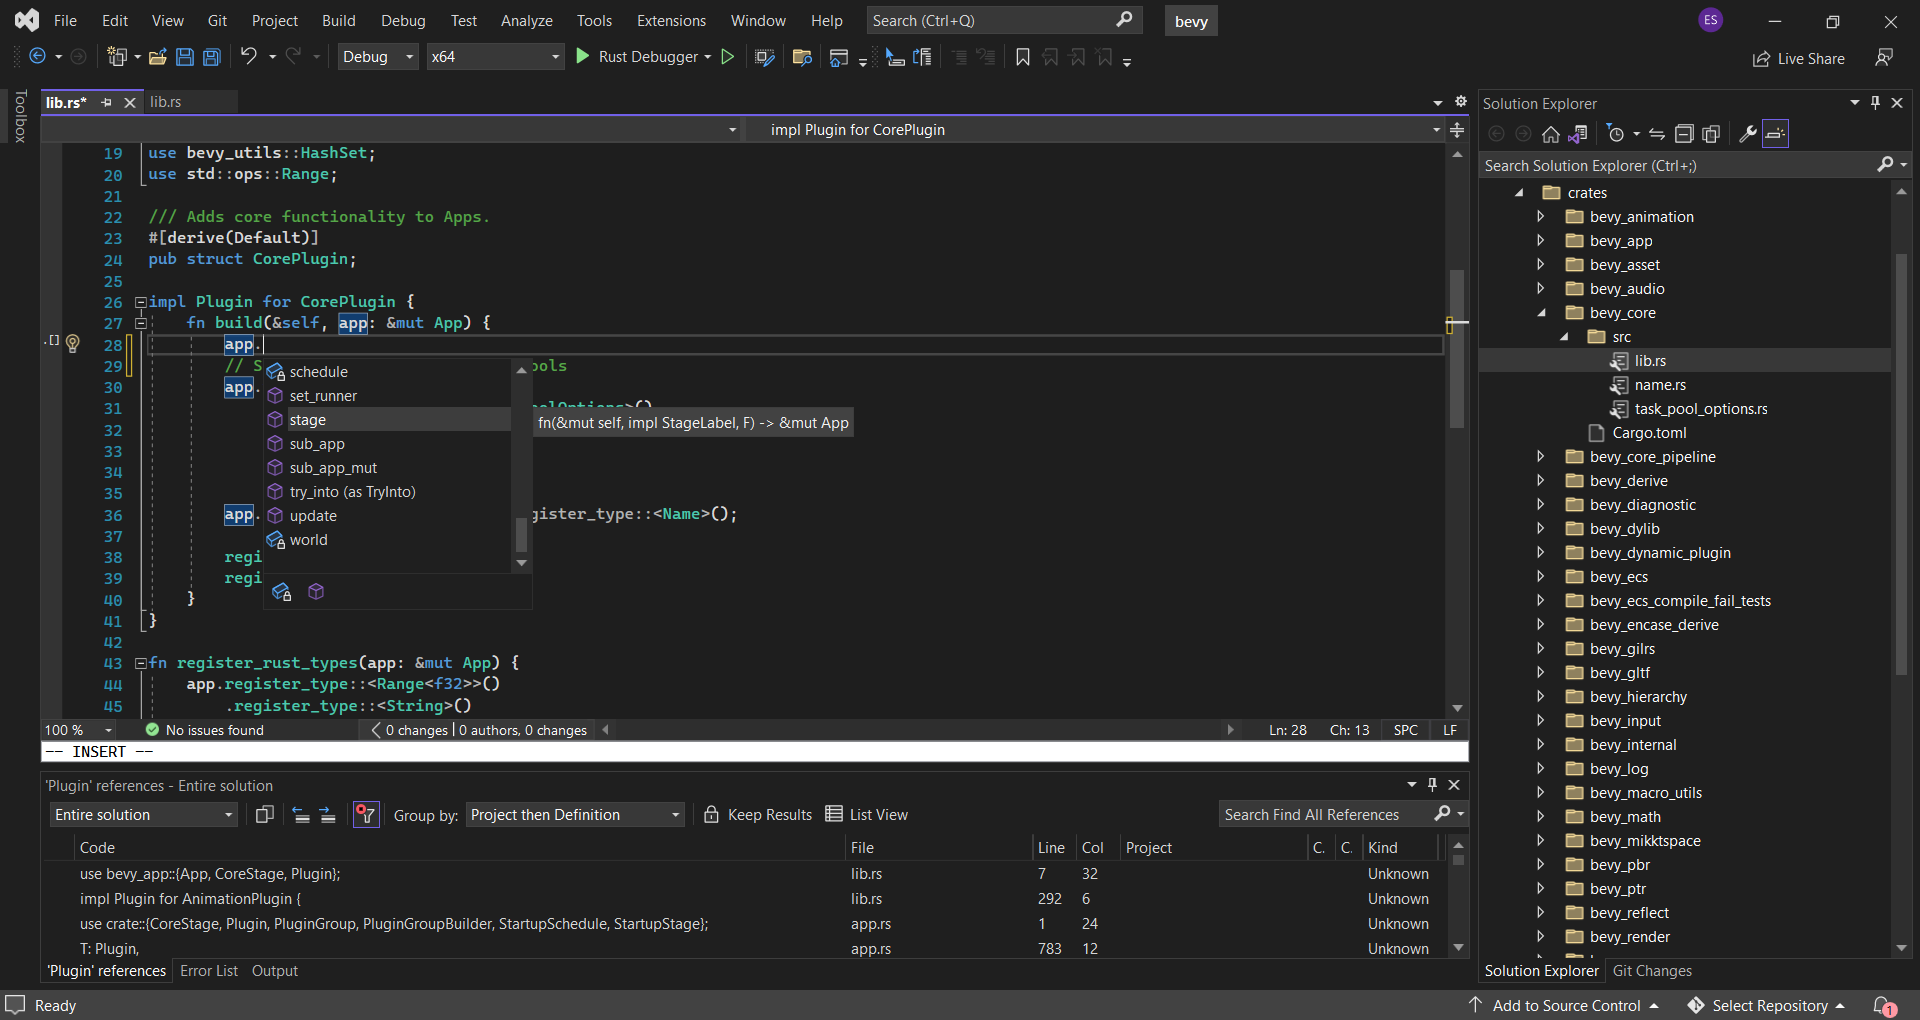 File Edit View Git Project Build Debug Test Analyze Tools Extensions Window Help Search (Ctrl+Q) bevy ES
Debug x64 Rust Debugger Live Share
Toolbox
lib.rs* lib.rs
impl Plugin for CorePlugin
19 use bevy_utils::HashSet;
20 use std::ops::Range;
21
22 /// Adds core functionality to Apps.
23 #[derive(Default)]
24 pub struct CorePlugin;
25
26 impl Plugin for CorePlugin {
27 fn build(&self, app: &mut App) {
28 app.
29 // S ools
30 app.
31 oolOptions>()
32
33
34
35
36 app. gister_type::<Name>();
37
38 regi
39 regi
40 }
41 }
42
43 fn register_rust_types(app: &mut App) {
44 app.register_type::<Range<f32>>()
45 .register_type::<String>()
schedule
set_runner
stage
fn(&mut self, impl StageLabel, F) -> &mut App
sub_app
sub_app_mut
try_into (as TryInto)
update
world
100 % No issues found 0 changes | 0 authors, 0 changes Ln: 28 Ch: 13 SPC LF
-- INSERT --
'Plugin' references - Entire solution
Entire solution Group by: Project then Definition Keep Results List View Search Find All References
Code File Line Col Project C. C. Kind
use bevy_app::{App, CoreStage, Plugin}; lib.rs 7 32 Unknown
impl Plugin for AnimationPlugin { lib.rs 292 6 Unknown
use crate::{CoreStage, Plugin, PluginGroup, PluginGroupBuilder, StartupSchedule, StartupStage}; app.rs 1 24 Unknown
T: Plugin, app.rs 783 12 Unknown
'Plugin' references Error List Output
Solution Explorer
Search Solution Explorer (Ctrl+;)
crates
bevy_animation
bevy_app
bevy_asset
bevy_audio
bevy_core
src
lib.rs
name.rs
task_pool_options.rs
Cargo.toml
bevy_core_pipeline
bevy_derive
bevy_diagnostic
bevy_dylib
bevy_dynamic_plugin
bevy_ecs
bevy_ecs_compile_fail_tests
bevy_encase_derive
bevy_gilrs
bevy_gltf
bevy_hierarchy
bevy_input
bevy_internal
bevy_log
bevy_macro_utils
bevy_math
bevy_mikktspace
bevy_pbr
bevy_ptr
bevy_reflect
bevy_render
Solution Explorer Git Changes
Ready Add to Source Control Select Repository 1